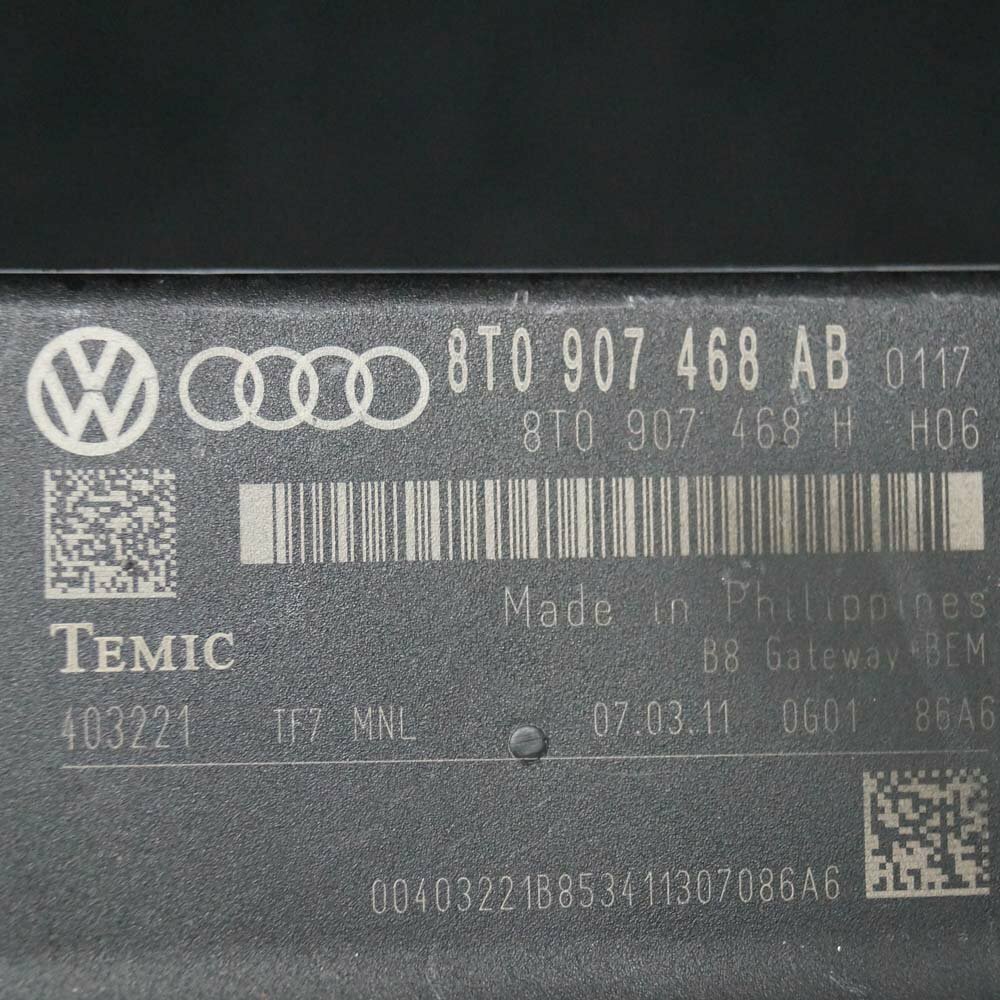 8T0 907 468 AB 0117
8T0 907 468 H H06
Made in Philippines
TEMIC
B8 Gateway+BEM
403221 TF7 MNL 07.03.11 0G01 86A6
00403221B853411307086A6